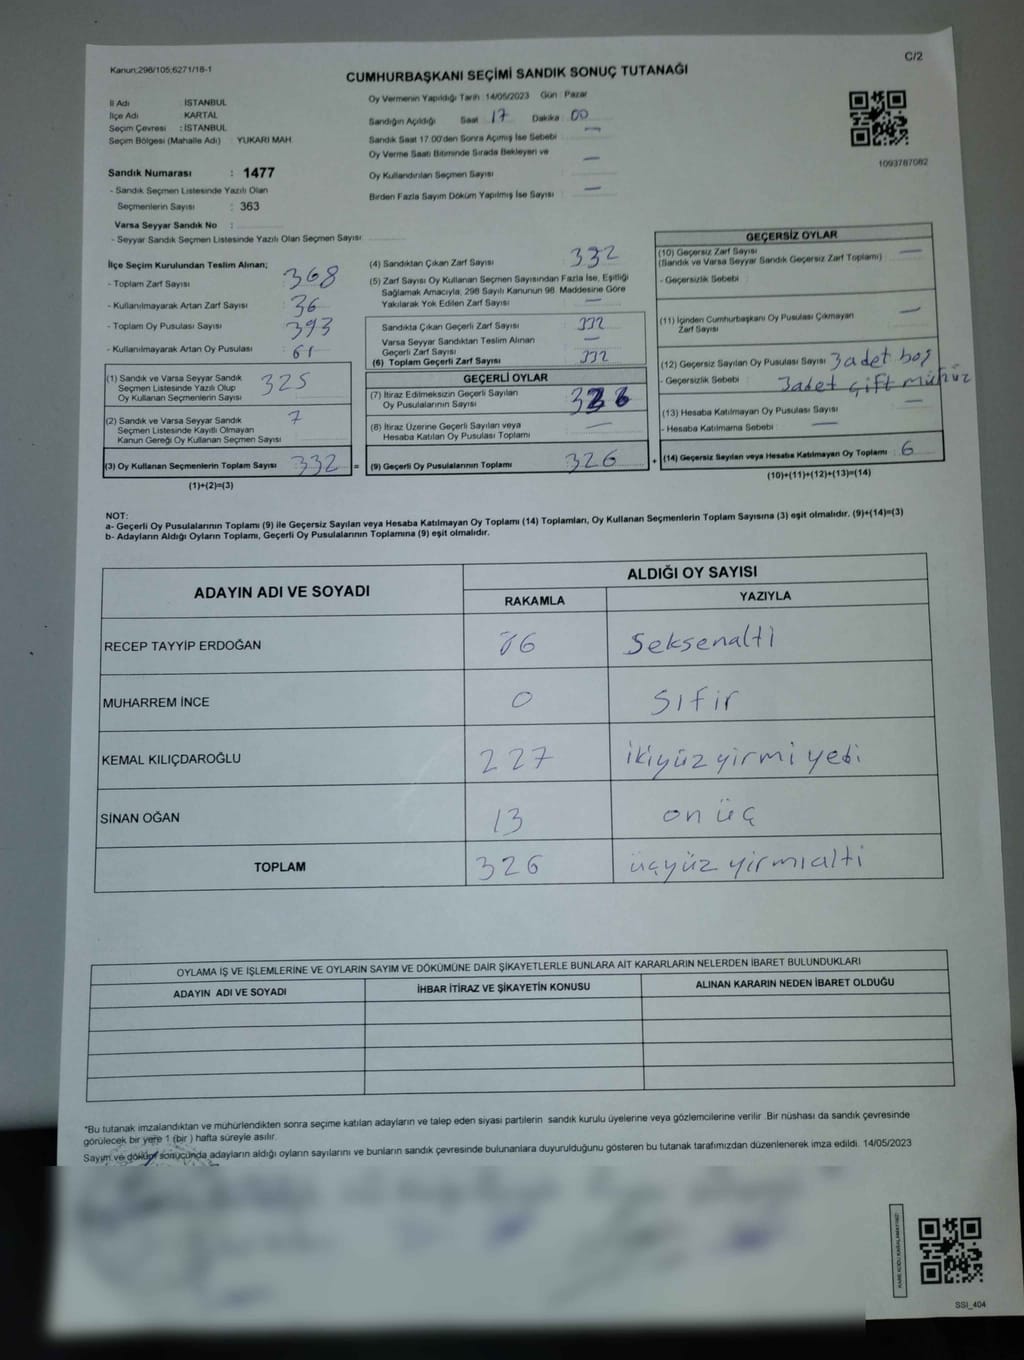 Kanun:298/105;6271/18-1
C/2
CUMHURBAŞKANI SEÇİMİ SANDIK SONUÇ TUTANAĞI
İl Adı İSTANBUL
İlçe Adı KARTAL
Seçim Çevresi : İSTANBUL
Seçim Bölgesi (Mahalle Adı) : YUKARI MAH
Sandık Numarası : 1477
- Sandık Seçmen Listesinde Yazılı Olan
Seçmenlerin Sayısı : 363
Varsa Seyyar Sandık No :
- Seyyar Sandık Seçmen Listesinde Yazılı Olan Seçmen Sayısı
Oy Vermenin Yapıldığı Tarih :14/05/2023 Gün : Pazar
Sandığın Açıldığı Saat : 17 Dakika : 00
Sandık Saat 17.00'den Sonra Açımış İse Sebebi : —
Oy Verme Saati Bitiminde Sırada Bekleyen ve
Oy Kullandırılan Seçmen Sayısı : —
Birden Fazla Sayım Döküm Yapılmış İse Sayısı : —
1093787082
İlçe Seçim Kurulundan Teslim Alınan;
- Toplam Zarf Sayısı : 368
- Kullanılmayarak Artan Zarf Sayısı : 36
- Toplam Oy Pusulası Sayısı : 393
- Kullanılmayarak Artan Oy Pusulası : 61
(1) Sandık ve Varsa Seyyar Sandık
Seçmen Listesinde Yazılı Olup
Oy Kullanan Seçmenlerin Sayısı : 325
(2) Sandık ve Varsa Seyyar Sandık
Seçmen Listesinde Kayıtlı Olmayan
Kanun Gereği Oy Kullanan Seçmen Sayısı : 7
(3) Oy Kullanan Seçmenlerin Toplam Sayısı : 332 =
(1)+(2)=(3)
(4) Sandıktan Çıkan Zarf Sayısı : 332
(5) Zarf Sayısı Oy Kullanan Seçmen Sayısından Fazla İse, Eşitliği
Sağlamak Amacıyla, 298 Sayılı Kanunun 98. Maddesine Göre
Yakılarak Yok Edilen Zarf Sayısı : —
Sandıkta Çıkan Geçerli Zarf Sayısı : 332
Varsa Seyyar Sandıktan Teslim Alınan
Geçerli Zarf Sayısı : —
(6) Toplam Geçerli Zarf Sayısı : 332
GEÇERLİ OYLAR
(7) İtiraz Edilmeksizin Geçerli Sayılan
Oy Pusulalarının Sayısı : 326
(8) İtiraz Üzerine Geçerli Sayılan veya
Hesaba Katılan Oy Pusulası Toplamı : —
(9) Geçerli Oy Pusulalarının Toplamı : 326 +
GEÇERSİZ OYLAR
(10) Geçersiz Zarf Sayısı
(Sandık ve Varsa Seyyar Sandık Geçersiz Zarf Toplamı) : —
- Geçersizlik Sebebi :
(11) İçinden Cumhurbaşkanı Oy Pusulası Çıkmayan
Zarf Sayısı : —
(12) Geçersiz Sayılan Oy Pusulası Sayısı : 3 adet boş
- Geçersizlik Sebebi : 3 adet çift mühür
(13) Hesaba Katılmayan Oy Pusulası Sayısı : —
- Hesaba Katılmama Sebebi : —
(14) Geçersiz Sayılan veya Hesaba Katılmayan Oy Toplamı : 6
(10)+(11)+(12)+(13)=(14)
NOT:
a- Geçerli Oy Pusulalarının Toplamı (9) ile Geçersiz Sayılan veya Hesaba Katılmayan Oy Toplamı (14) Toplamları, Oy Kullanan Seçmenlerin Toplam Sayısına (3) eşit olmalıdır. (9)+(14)=(3)
b- Adayların Aldığı Oyların Toplamı, Geçerli Oy Pusulalarının Toplamına (9) eşit olmalıdır.
ADAYIN ADI VE SOYADI
ALDIĞI OY SAYISI
RAKAMLA YAZIYLA
RECEP TAYYİP ERDOĞAN 86 Seksenalti
MUHARREM İNCE 0 Sıfır
KEMAL KILIÇDAROĞLU 227 ikiyüz yirmi yedi
SİNAN OĞAN 13 on üç
TOPLAM 326 üçyüz yirmialti
OYLAMA İŞ VE İŞLEMLERİNE VE OYLARIN SAYIM VE DÖKÜMÜNE DAİR ŞİKAYETLERLE BUNLARA AİT KARARLARIN NELERDEN İBARET BULUNDUKLARI
ADAYIN ADI VE SOYADI İHBAR İTİRAZ VE ŞİKAYETİN KONUSU ALINAN KARARIN NEDEN İBARET OLDUĞU
*Bu tutanak imzalandıktan ve mühürlendikten sonra seçime katılan adayların ve talep eden siyasi partilerin sandık kurulu üyelerine veya gözlemcilerine verilir. Bir nüshası da sandık çevresinde
görülecek bir yere 1 (bir) hafta süreyle asılır.
Sayım ve döküm sonucunda adayların aldığı oyların sayılarını ve bunların sandık çevresinde bulunanlara duyurulduğunu gösteren bu tutanak tarafımızdan düzenlenerek imza edildi. 14/05/2023
KARE KODU KARALAMAYINIZ!
SSI_404